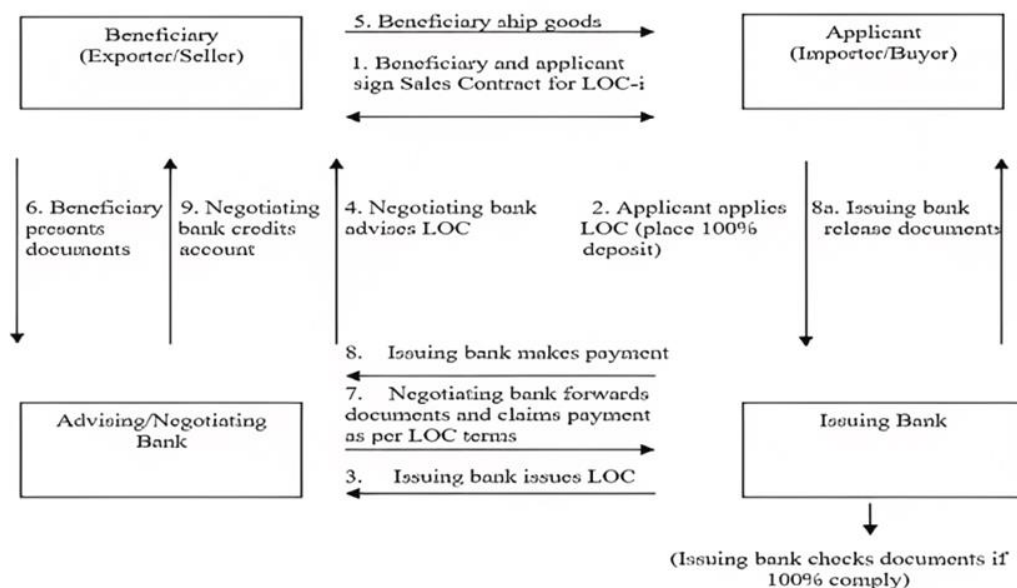 Beneficiary
(Exporter/Seller)
5. Beneficiary ship goods
1. Beneficiary and applicant
sign Sales Contract for LOC-i
Applicant
(Importer/Buyer)
6. Beneficiary
presents
documents
9. Negotiating
bank credits
account
4. Negotiating bank
advises LOC
2. Applicant applies
LOC (place 100%
deposit)
8a. Issuing bank
release documents
8. Issuing bank makes payment
7. Negotiating bank forwards
documents and claims payment
as per LOC terms
3. Issuing bank issues LOC
Advising/Negotiating
Bank
Issuing Bank
(Issuing bank checks documents if
100% comply)